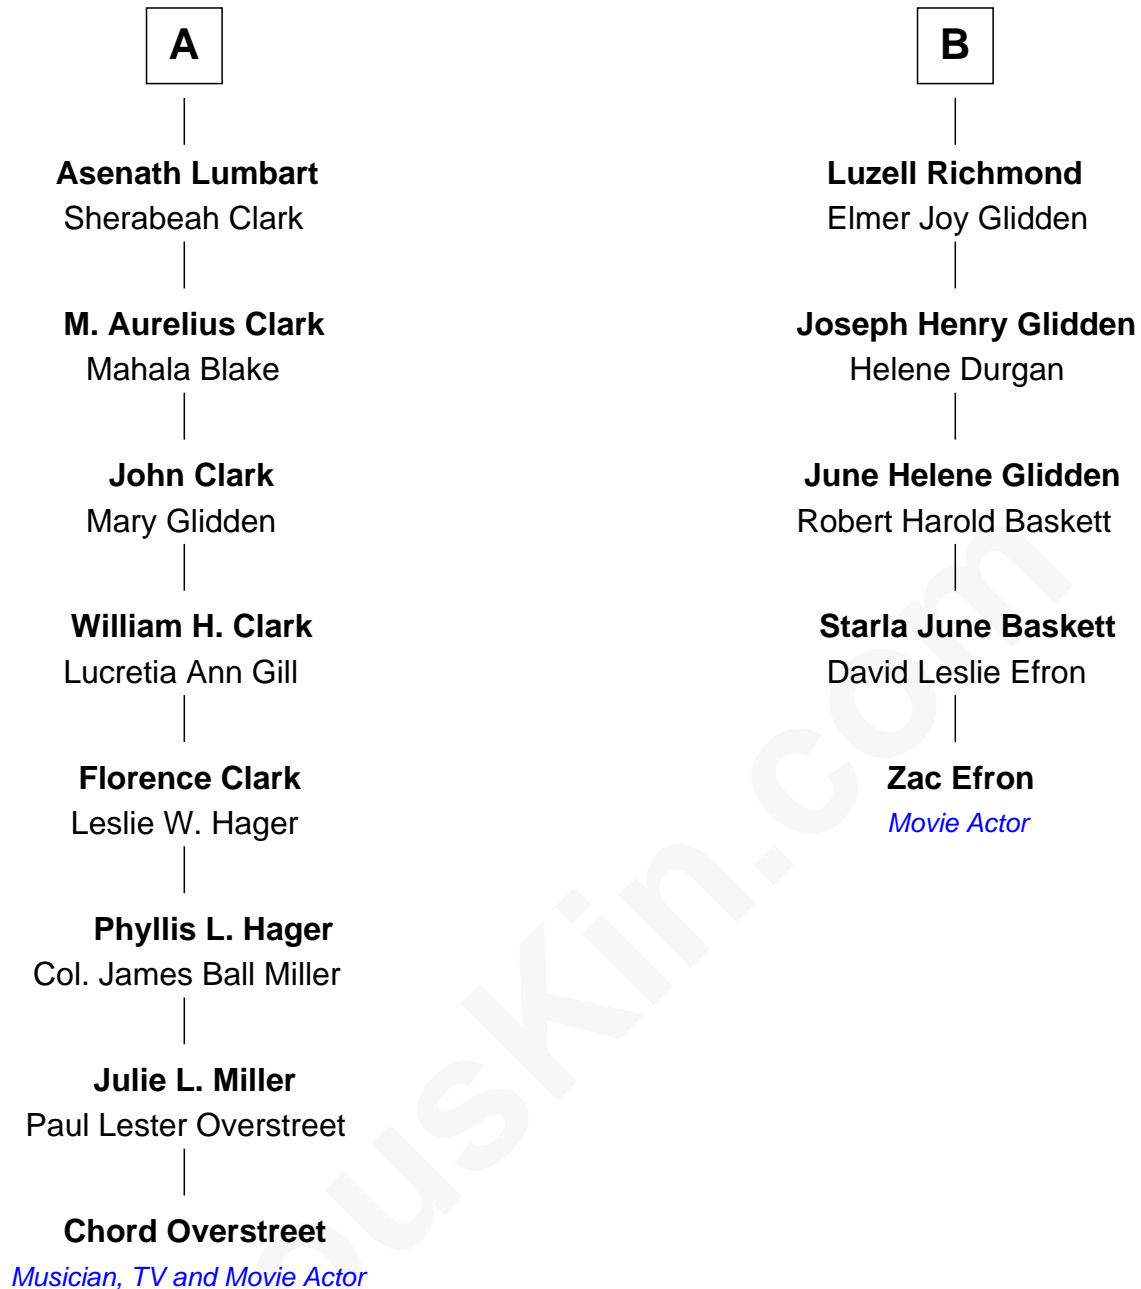 A
Asenath Lumbart
Sherabeah Clark
M. Aurelius Clark
Mahala Blake
John Clark
Mary Glidden
William H. Clark
Lucretia Ann Gill
Florence Clark
Leslie W. Hager
Phyllis L. Hager
Col. James Ball Miller
Julie L. Miller
Paul Lester Overstreet
Chord Overstreet
Musician, TV and Movie Actor
B
Luzell Richmond
Elmer Joy Glidden
Joseph Henry Glidden
Helene Durgan
June Helene Glidden
Robert Harold Baskett
Starla June Baskett
David Leslie Efron
Zac Efron
Movie Actor
ousKin.com